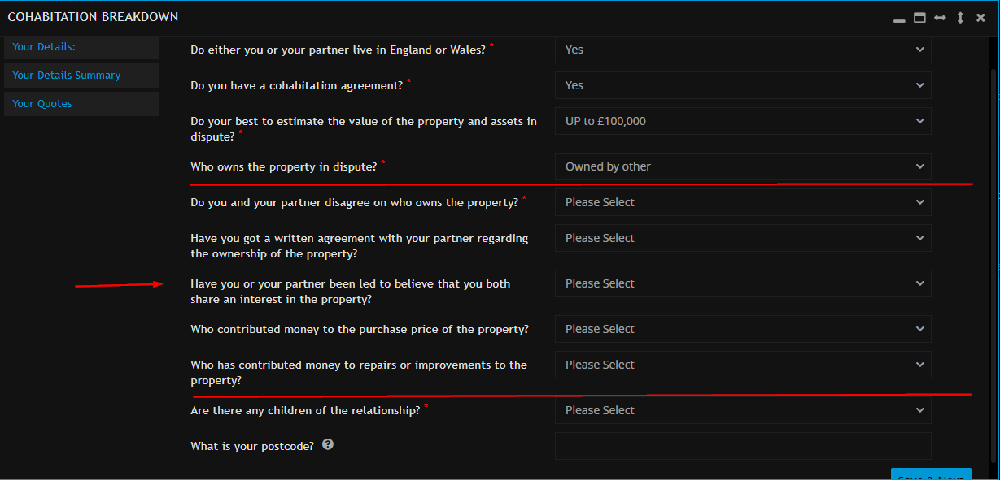 COHABITATION BREAKDOWN
Your Details:
Your Details Summary
Your Quotes
Do either you or your partner live in England or Wales? *
Yes
Do you have a cohabitation agreement? *
Yes
Do your best to estimate the value of the property and assets in
dispute? *
UP to £100,000
Who owns the property in dispute? *
Owned by other
Do you and your partner disagree on who owns the property? *
Please Select
Have you got a written agreement with your partner regarding
the ownership of the property?
Please Select
Have you or your partner been led to believe that you both
share an interest in the property?
Please Select
Who contributed money to the purchase price of the property?
Please Select
Who has contributed money to repairs or improvements to the
property?
Please Select
Are there any children of the relationship? *
Please Select
What is your postcode? ?
Save & Next